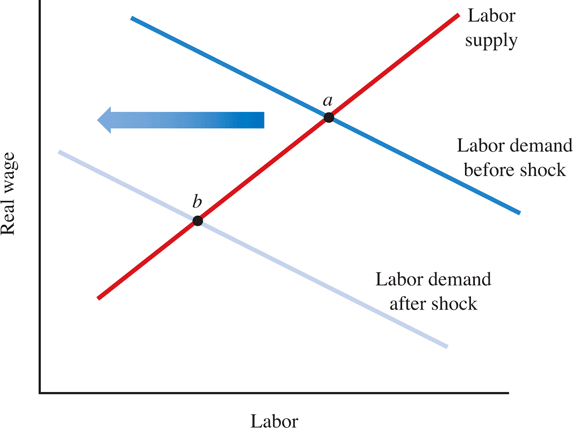 Labor
supply
a
Labor demand
before shock
Real wage
b
Labor demand
after shock
Labor